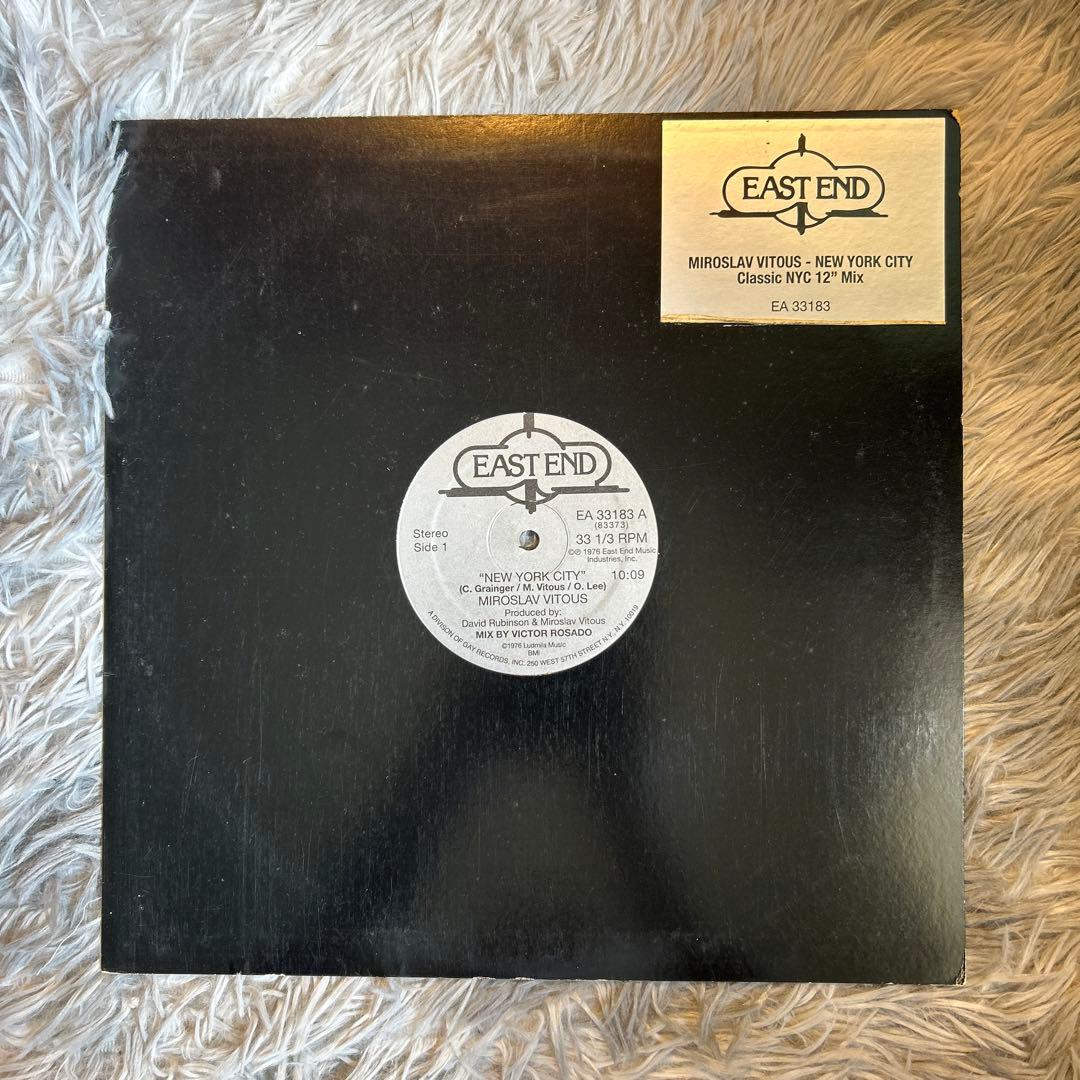 EAST END
MIROSLAV VITOUS - NEW YORK CITY
Classic NYC 12” Mix
EA 33183
EAST END
EA 33183 A
(83373)
Stereo
Side 1
33 1/3 RPM
©℗ 1976 East End Music
Industries, Inc.
"NEW YORK CITY"
10:09
(C. Grainger / M. Vitous / O. Lee)
MIROSLAV VITOUS
Produced by:
David Rubinson & Miroslav Vitous
MIX BY VICTOR ROSADO
©1976 Ludmila Music
BMI
A DIVISION OF GAY RECORDS, INC. 250 WEST 57TH STREET N.Y., N.Y. 10019